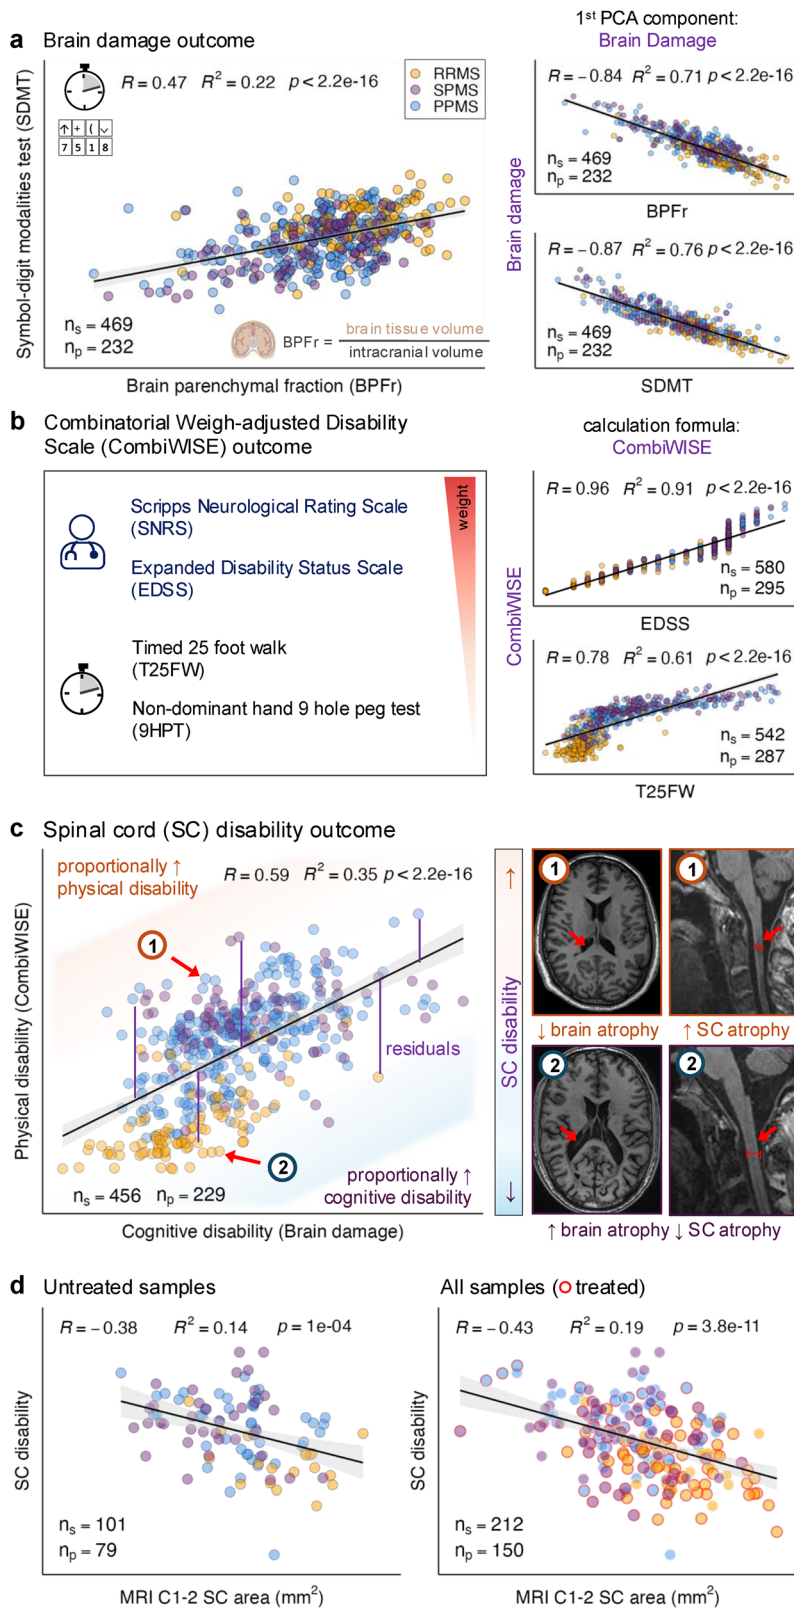 a Brain damage outcome
1st PCA component:
Brain Damage
R = 0.47 R2 = 0.22 p < 2.2e-16
RRMS
SPMS
PPMS
↑ + ( ⌵
7 5 1 8
Symbol-digit modalities test (SDMT)
ns = 469
np = 232
BPFr = brain tissue volume
intracranial volume
Brain parenchymal fraction (BPFr)
Brain damage
R = − 0.84 R2 = 0.71 p < 2.2e-16
ns = 469
np = 232
BPFr
R = − 0.87 R2 = 0.76 p < 2.2e-16
ns = 469
np = 232
SDMT
b Combinatorial Weigh-adjusted Disability
Scale (CombiWISE) outcome
calculation formula:
CombiWISE
Scripps Neurological Rating Scale
(SNRS)
Expanded Disability Status Scale
(EDSS)
Timed 25 foot walk
(T25FW)
Non-dominant hand 9 hole peg test
(9HPT)
weight
CombiWISE
R = 0.96 R2 = 0.91 p < 2.2e-16
ns = 580
np = 295
EDSS
R = 0.78 R2 = 0.61 p < 2.2e-16
ns = 542
np = 287
T25FW
c Spinal cord (SC) disability outcome
proportionally ↑
physical disability
R = 0.59 R2 = 0.35 p < 2.2e-16
Physical disability (CombiWISE)
1
residuals
2
ns = 456 np = 229
proportionally ↑
cognitive disability
Cognitive disability (Brain damage)
↑
SC disability
↓
1
1
↓ brain atrophy ↑ SC atrophy
2
2
↑ brain atrophy ↓ SC atrophy
d Untreated samples
All samples (treated)
R = − 0.38 R2 = 0.14 p = 1e-04
SC disability
ns = 101
np = 79
MRI C1-2 SC area (mm2)
R = − 0.43 R2 = 0.19 p = 3.8e-11
SC disability
ns = 212
np = 150
MRI C1-2 SC area (mm2)